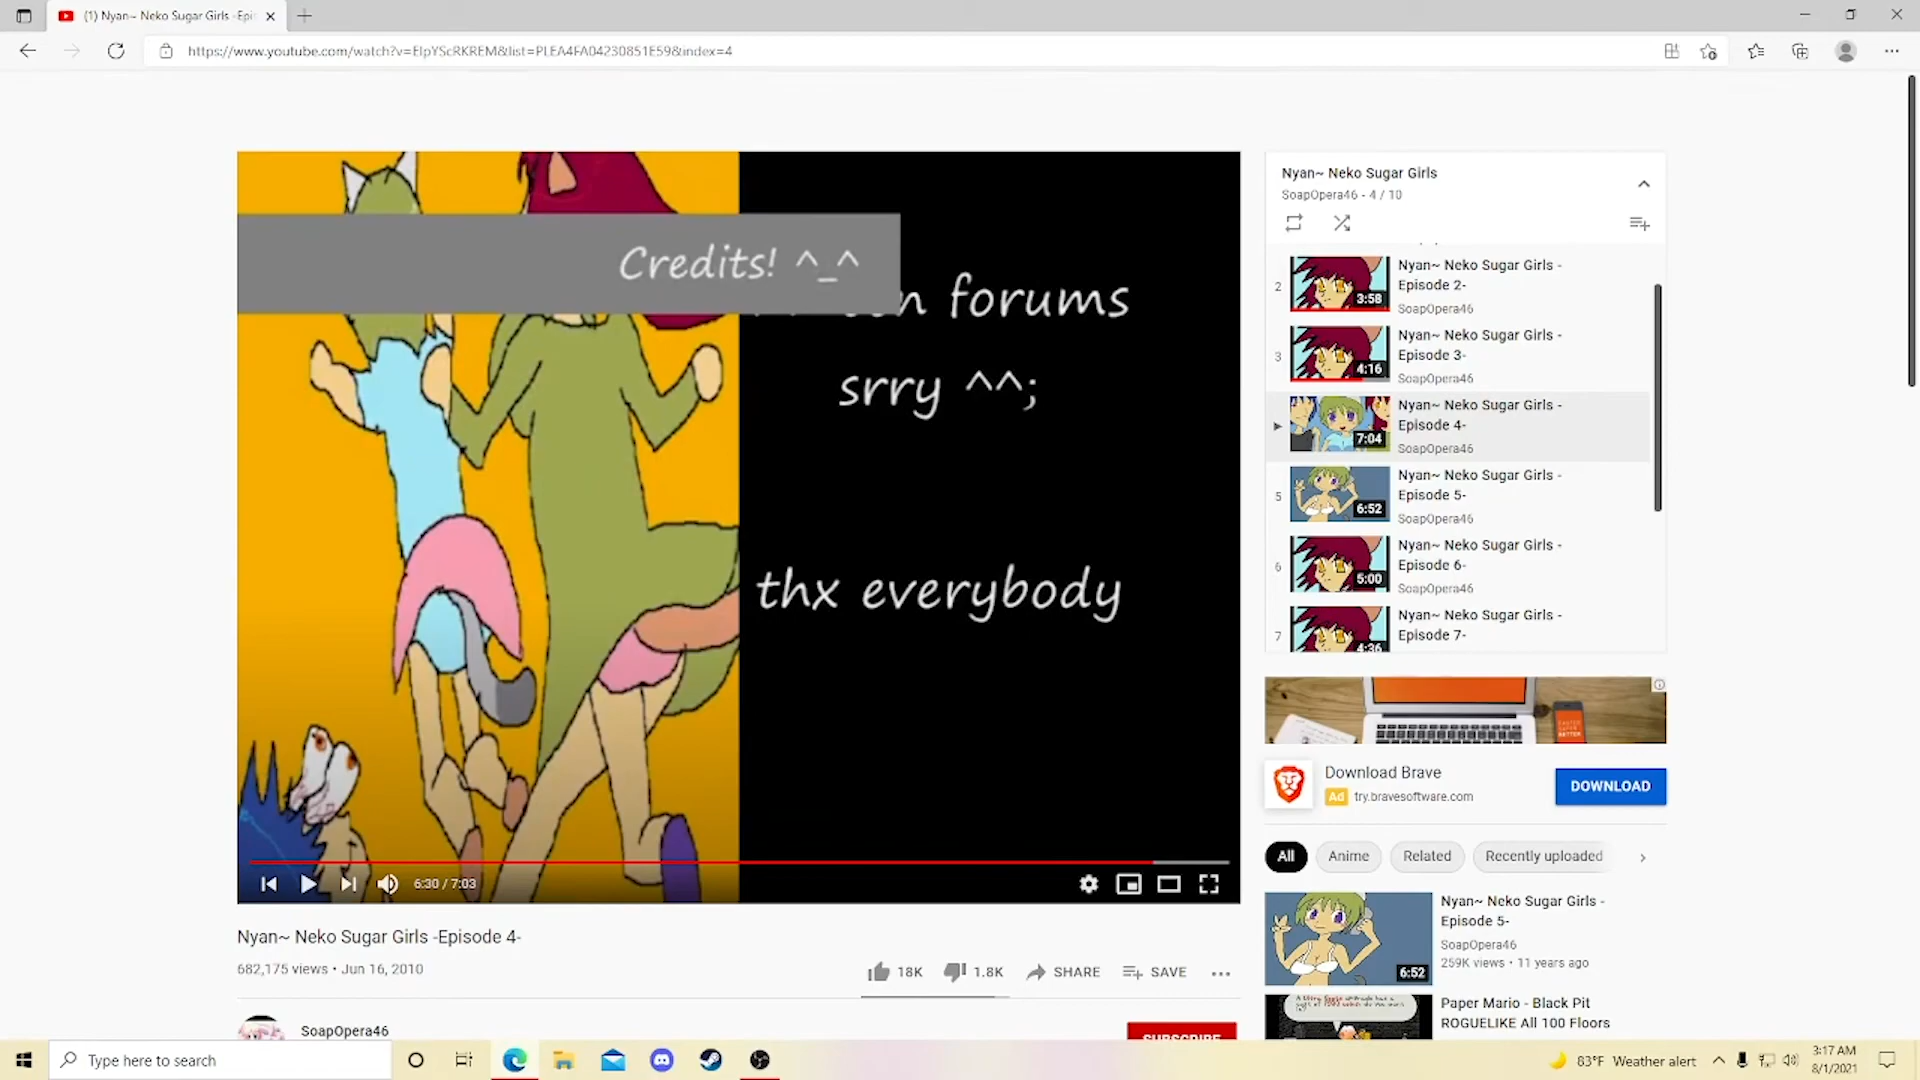 (1) Nyan~ Neko Sugar Girls -Epi
https://www.youtube.com/watch?v=ElpYScRKREM&list=PLEA4FA04230851E59&index=4
Credits! ^_^
forums
srry ^^;
thx everybody
6:30 / 7:03
Nyan~ Neko Sugar Girls -Episode 4-
682,175 views • Jun 16, 2010
18K
1.8K
SHARE
SAVE
SoapOpera46
SUBSCRIBE
Nyan~ Neko Sugar Girls
SoapOpera46 - 4 / 10
2
3:58
Nyan~ Neko Sugar Girls -
Episode 2-
SoapOpera46
3
4:16
Nyan~ Neko Sugar Girls -
Episode 3-
SoapOpera46
7:04
Nyan~ Neko Sugar Girls -
Episode 4-
SoapOpera46
5
6:52
Nyan~ Neko Sugar Girls -
Episode 5-
SoapOpera46
6
5:00
Nyan~ Neko Sugar Girls -
Episode 6-
SoapOpera46
7
4:36
Nyan~ Neko Sugar Girls -
Episode 7-
Download Brave
Ad try.bravesoftware.com
DOWNLOAD
All
Anime
Related
Recently uploaded
6:52
Nyan~ Neko Sugar Girls -
Episode 5-
SoapOpera46
259K views • 11 years ago
Paper Mario - Black Pit
ROGUELIKE All 100 Floors
Type here to search
83°F Weather alert
3:17 AM
8/1/2021